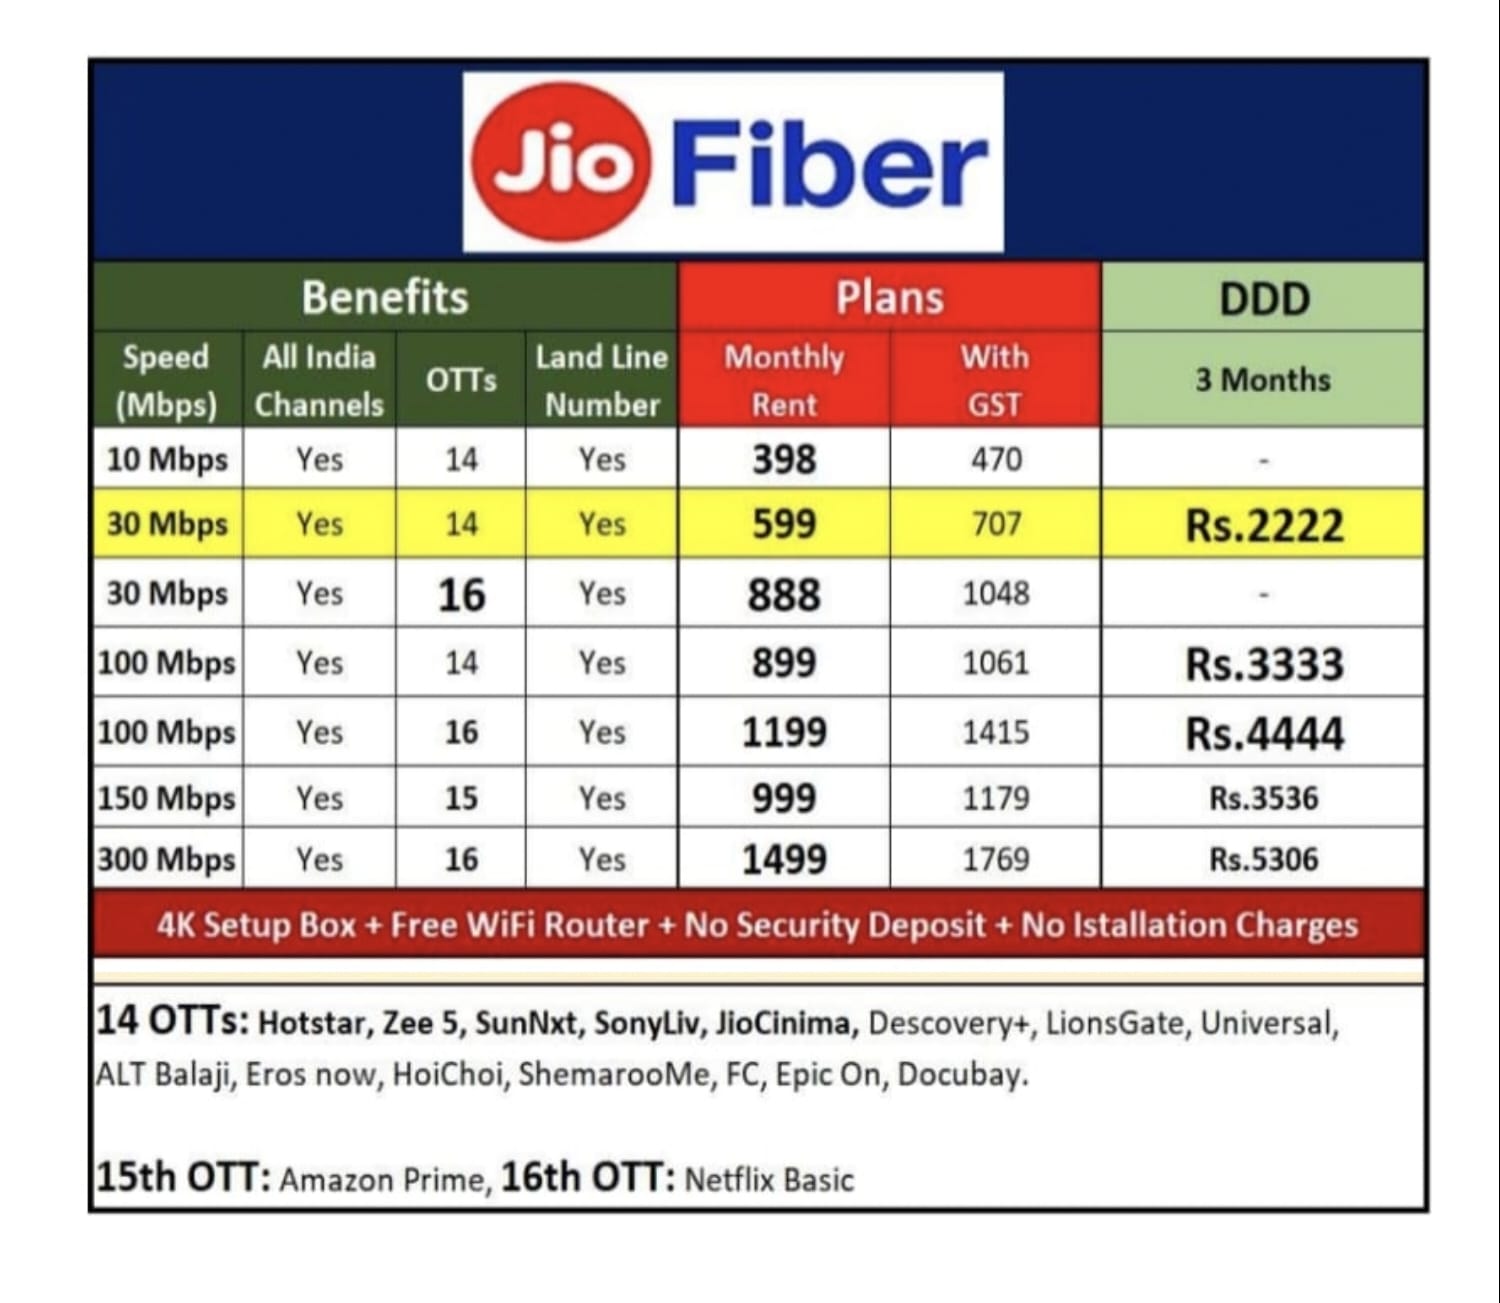 Jio Fiber
Benefits Plans DDD
Speed (Mbps) All India Channels OTTs Land Line Number Monthly Rent With GST 3 Months
10 Mbps Yes 14 Yes 398 470 -
30 Mbps Yes 14 Yes 599 707 Rs.2222
30 Mbps Yes 16 Yes 888 1048 -
100 Mbps Yes 14 Yes 899 1061 Rs.3333
100 Mbps Yes 16 Yes 1199 1415 Rs.4444
150 Mbps Yes 15 Yes 999 1179 Rs.3536
300 Mbps Yes 16 Yes 1499 1769 Rs.5306
4K Setup Box + Free WiFi Router + No Security Deposit + No Istallation Charges
14 OTTs: Hotstar, Zee 5, SunNxt, SonyLiv, JioCinima, Descovery+, LionsGate, Universal,
ALT Balaji, Eros now, HoiChoi, ShemarooMe, FC, Epic On, Docubay.
15th OTT: Amazon Prime, 16th OTT: Netflix Basic